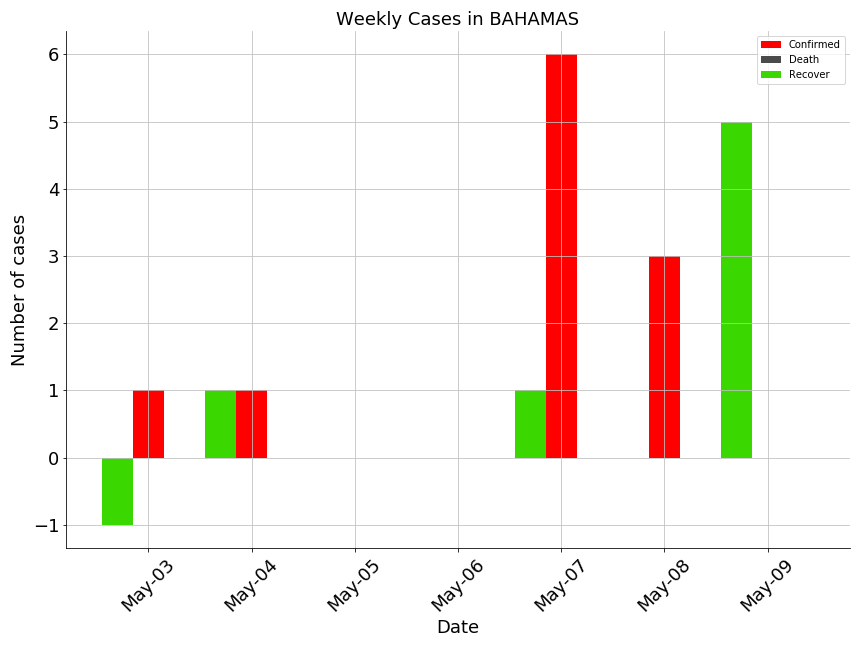 Weekly Cases in BAHAMAS
Confirmed
Death
Recover
Number of cases
6
5
4
3
2
1
0
−1
May-03
May-04
May-05
May-06
May-07
May-08
May-09
Date